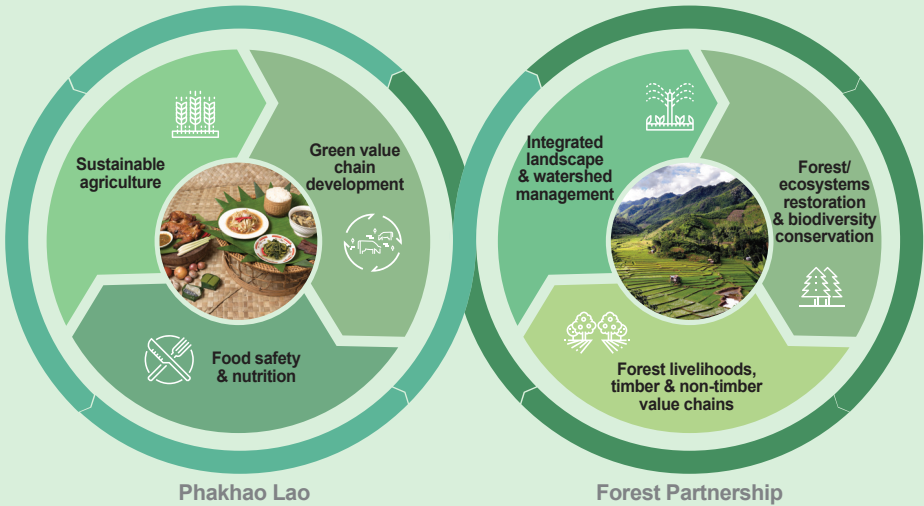 Sustainable
agriculture
Green value
chain
development
Food safety
& nutrition
Phakhao Lao
Integrated
landscape
& watershed
management
Forest/
ecosystems
restoration
& biodiversity
conservation
Forest livelihoods,
timber & non-timber
value chains
Forest Partnership